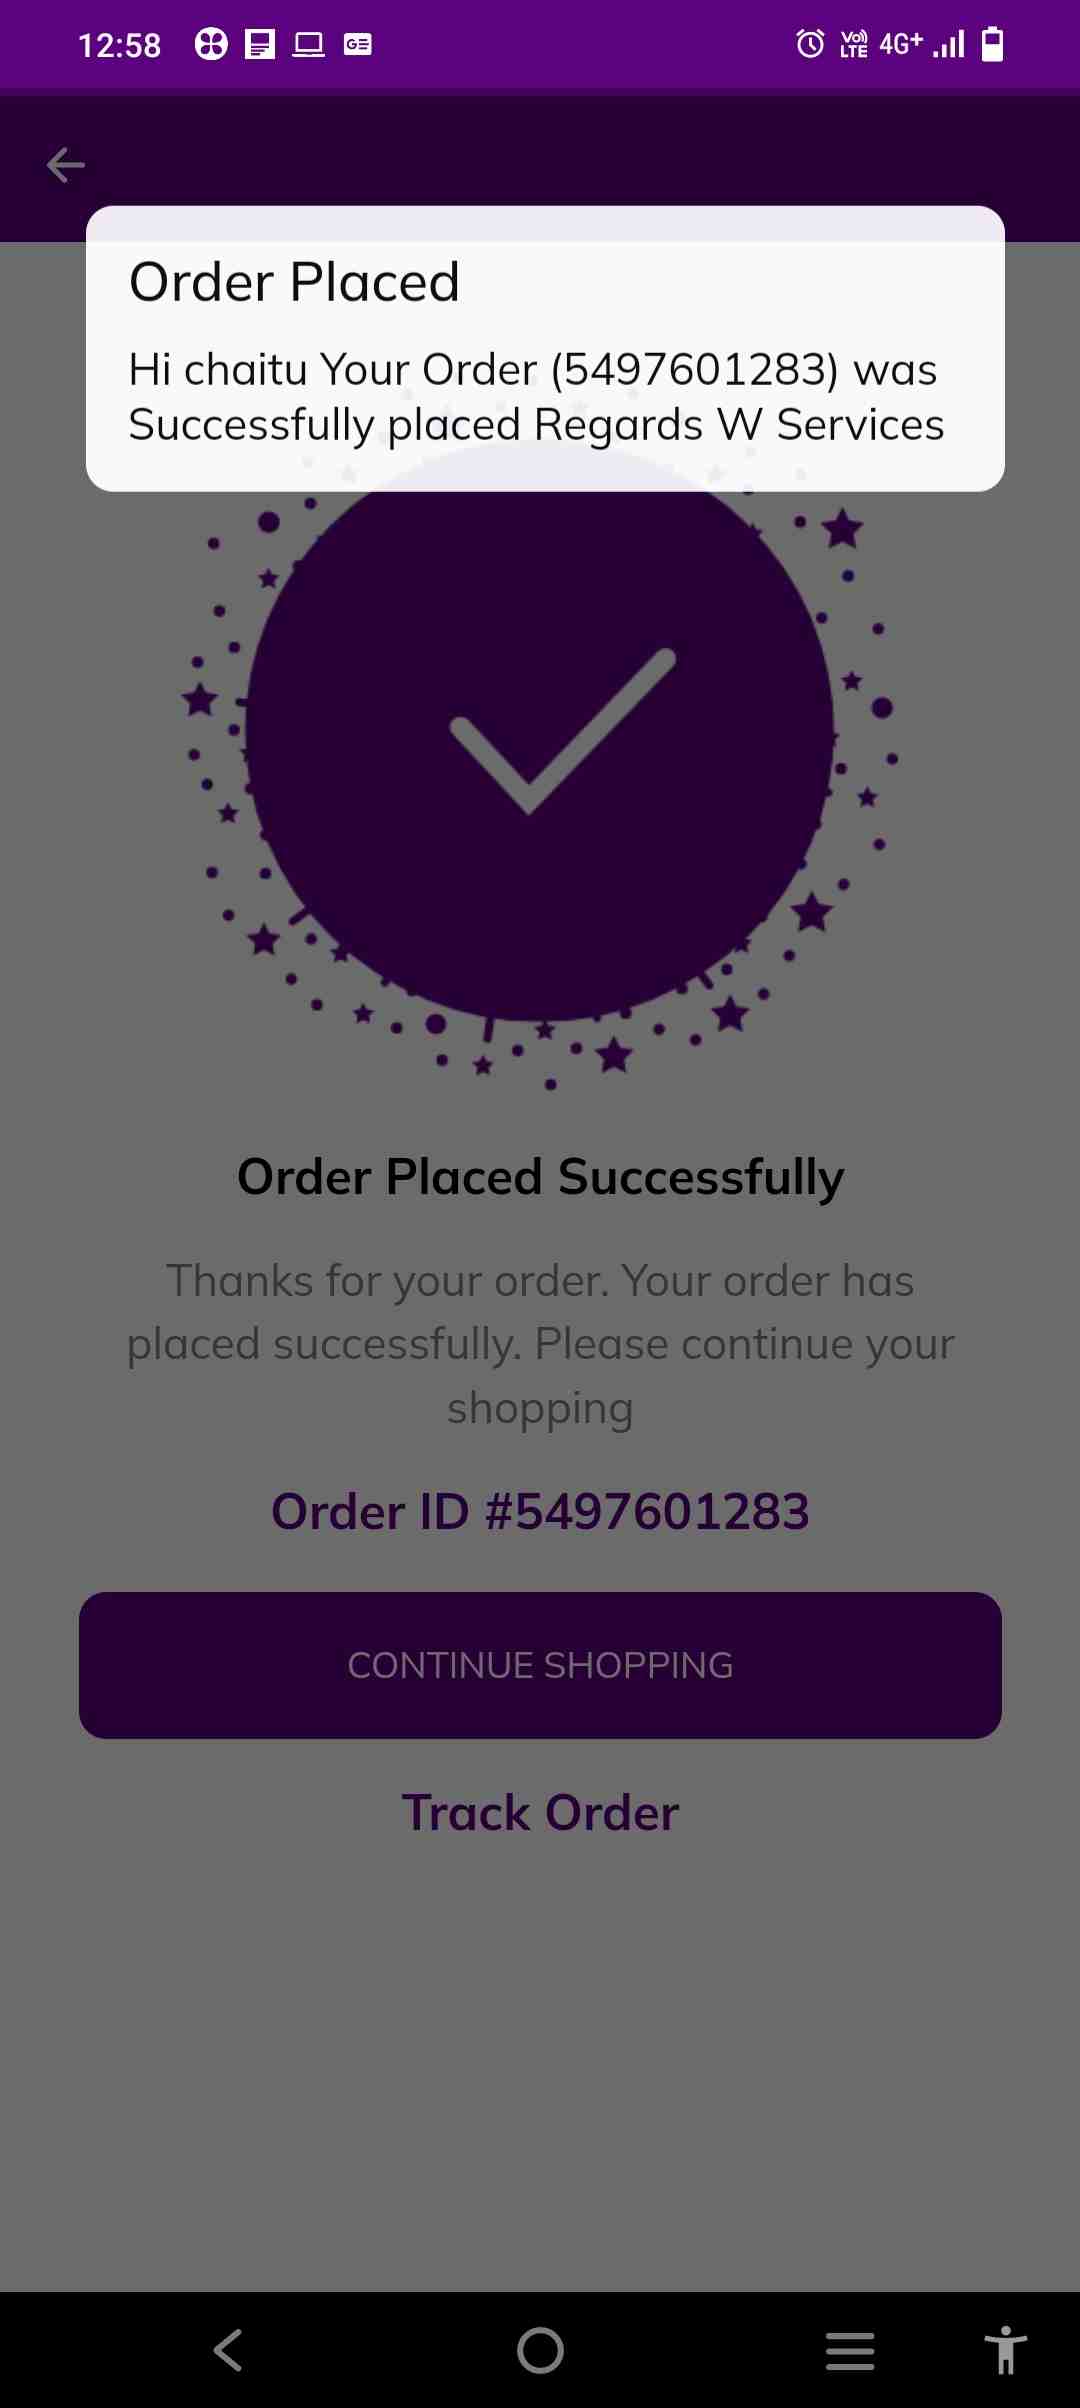 12:58
VoLTE 4G+
Order Placed
Hi chaitu Your Order (5497601283) was
Successfully placed Regards W Services
Order Placed Successfully
Thanks for your order. Your order has
placed successfully. Please continue your
shopping
Order ID #5497601283
CONTINUE SHOPPING
Track Order